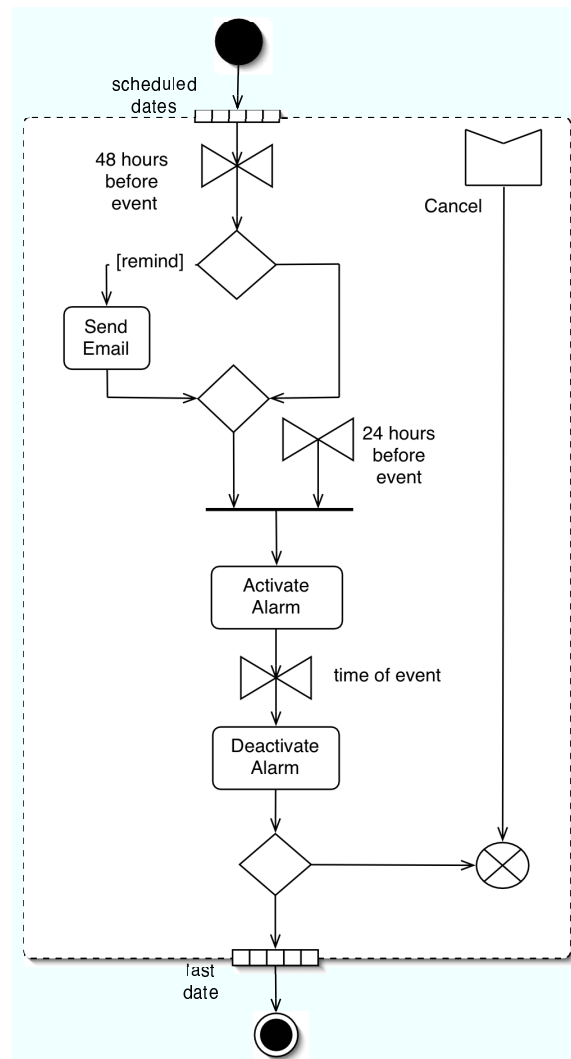 scheduled
dates
48 hours
before
event
Cancel
[remind]
Send
Email
24 hours
before
event
Activate
Alarm
time of event
Deactivate
Alarm
last
date